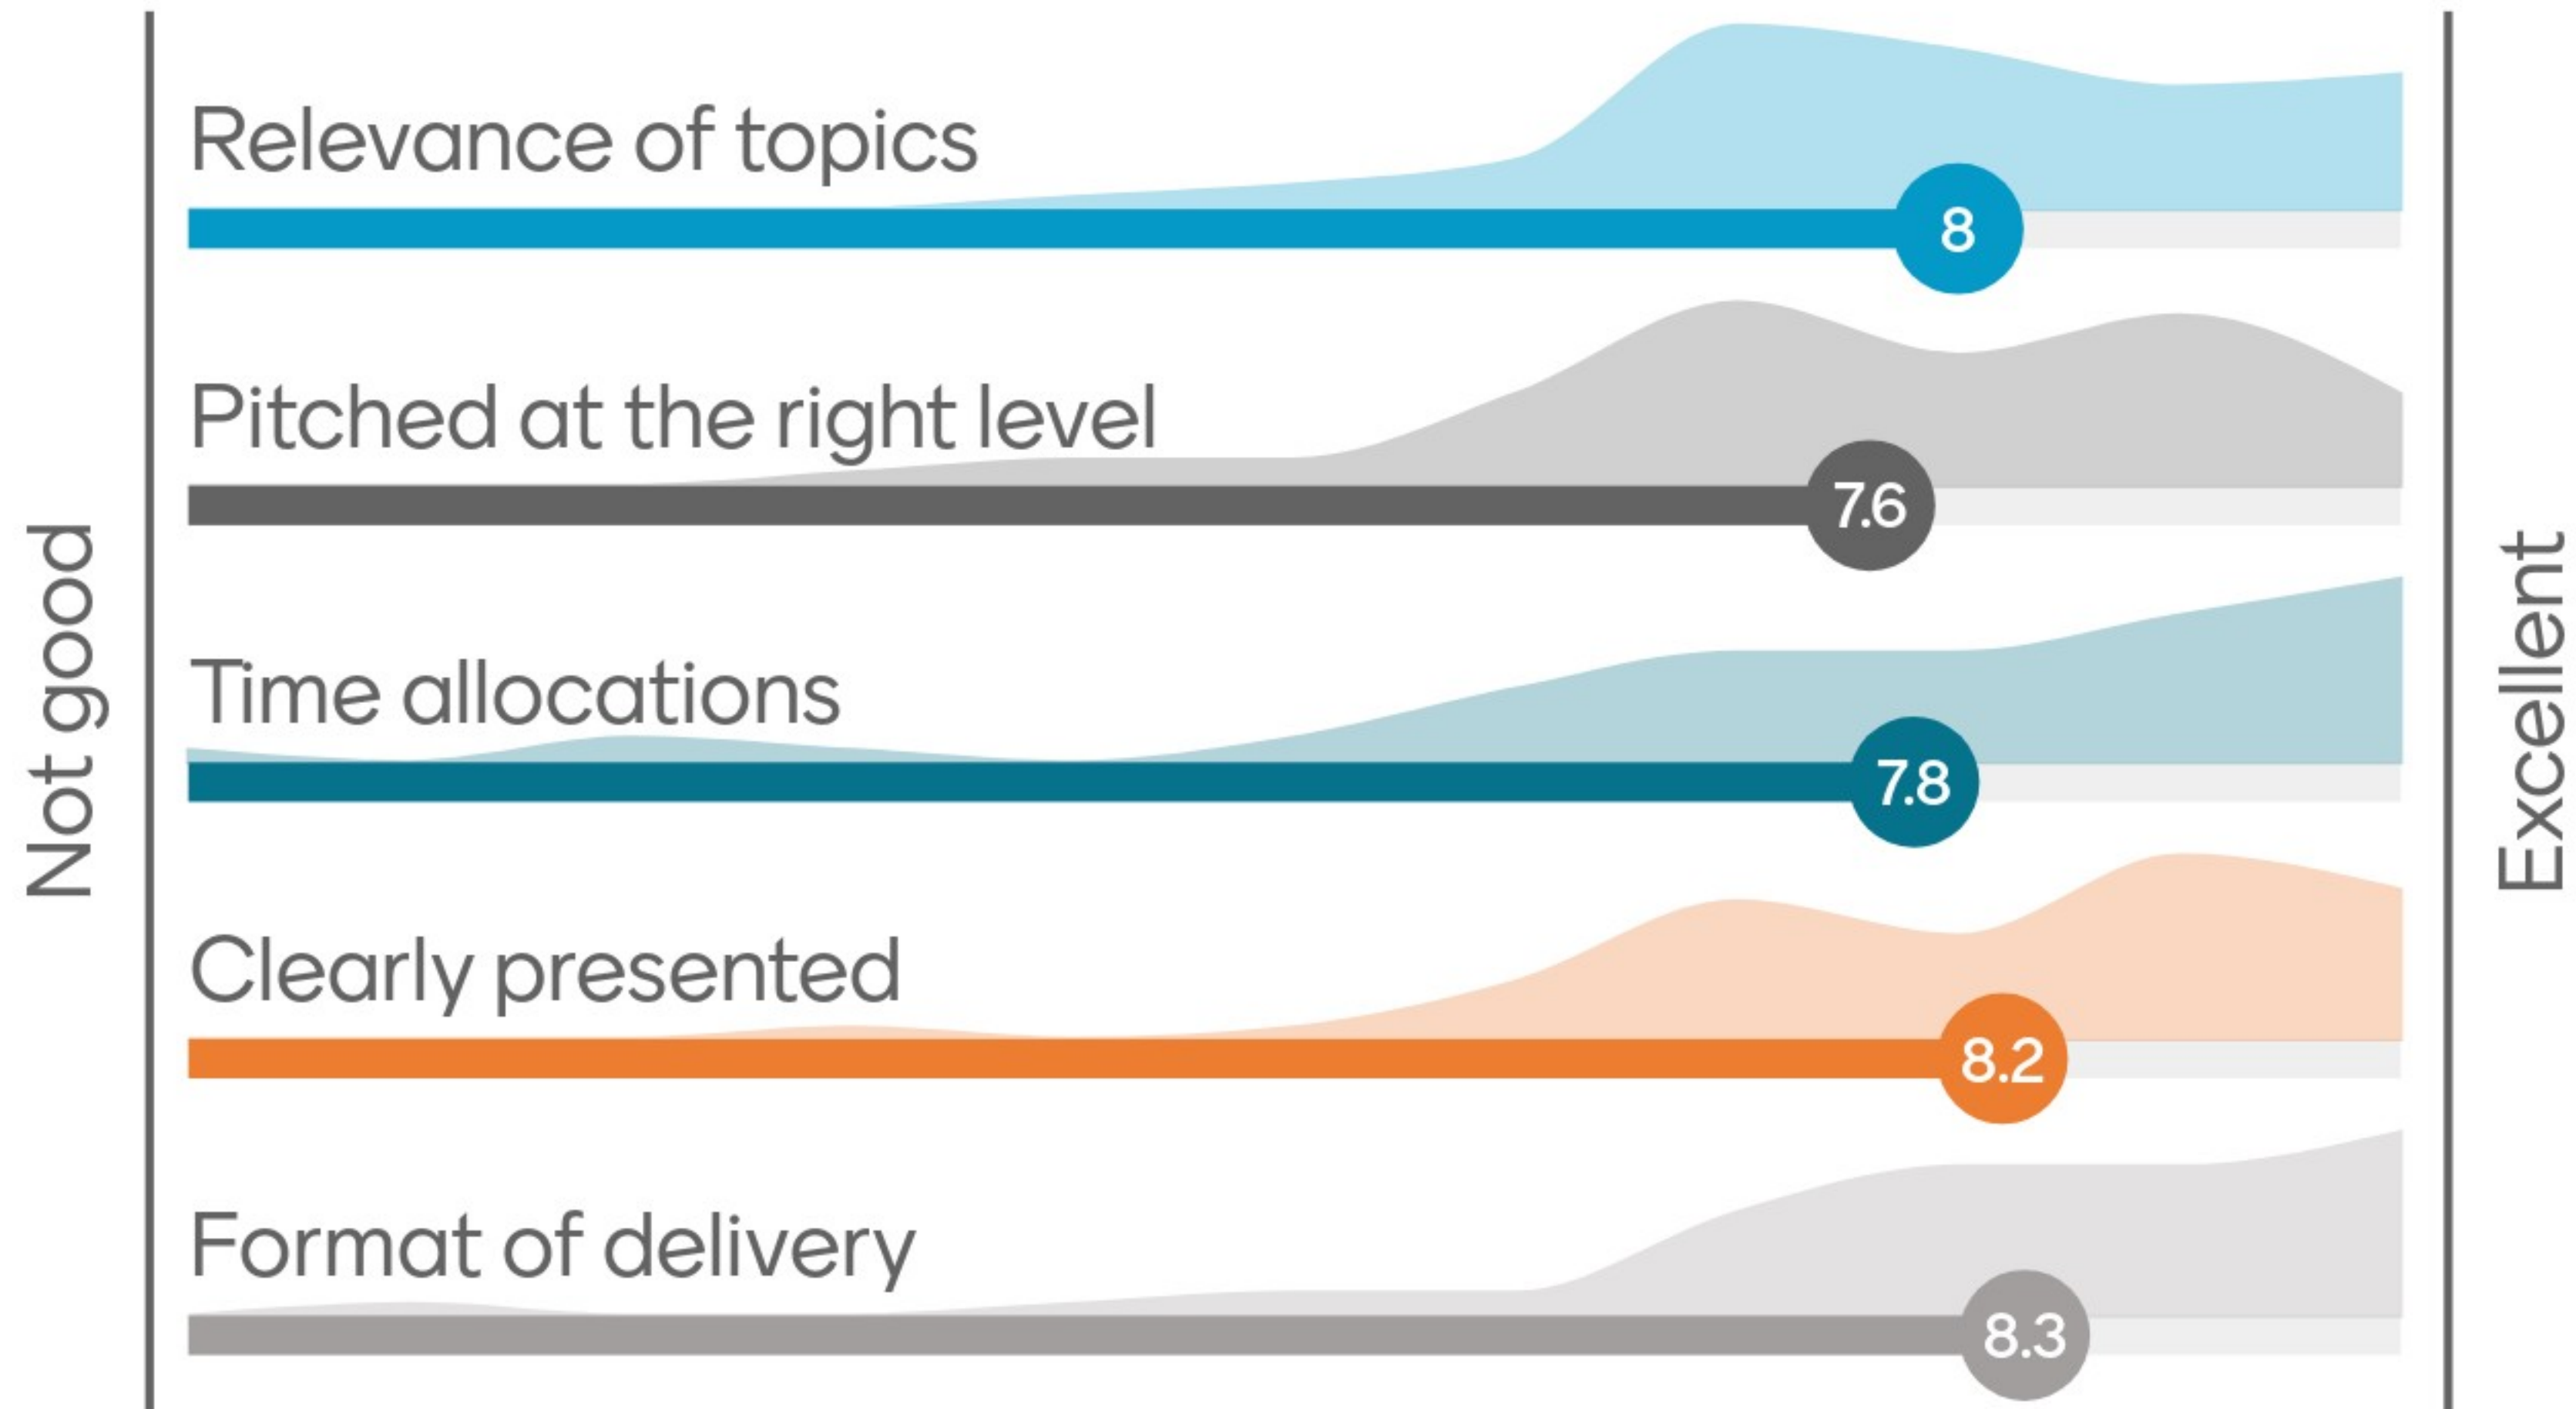 Not good
Relevance of topics
8
Pitched at the right level
7.6
Time allocations
7.8
Clearly presented
8.2
Format of delivery
8.3
Excellent